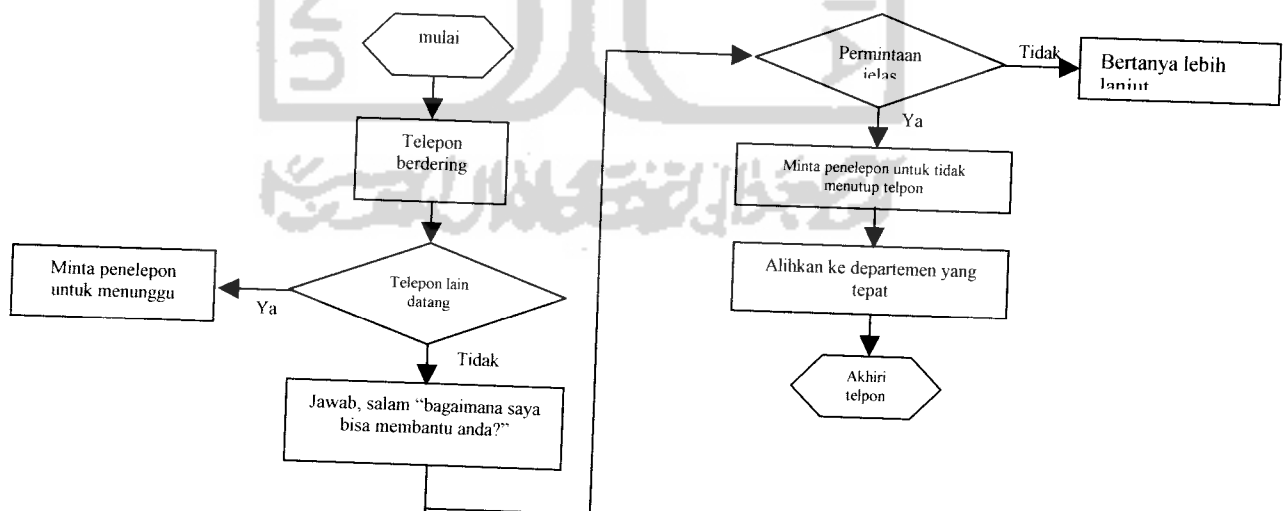 mulai
Telepon
berdering
Telepon lain
datang
Ya
Minta penelepon
untuk menunggu
Tidak
Jawab, salam “bagaimana saya
bisa membantu anda?”
Permintaan
jelas
Tidak
Bertanya lebih
lanjut
Ya
Minta penelepon untuk tidak
menutup telpon
Alihkan ke departemen yang
tepat
Akhiri
telpon